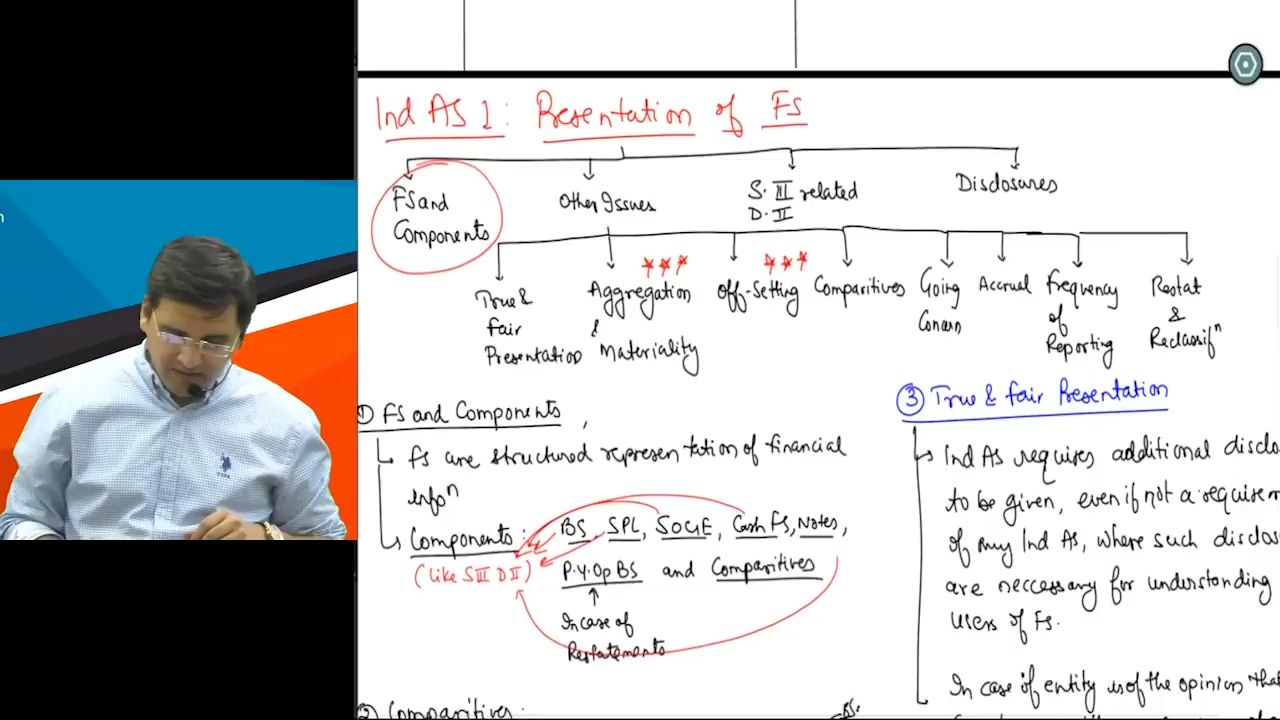 Ind AS 1: Presentation of FS
FS and
Components
Other Issues
S. III related
D. II
Disclosures
True &
fair
Presentation
Aggregation
&
Materiality
Off-Setting
Comparitives
Going
Concern
Accrual
Frequency
of
Reporting
Restat
&
Reclassifⁿ
1) FS and Components
FS are structured representation of financial
infoⁿ
Components: BS, SPL, SOCIE, Cash FS, Notes,
(like S III D II)
P.Y. Op BS and Comparitives
In case of
Restatements
2) Comparitives:
3 True & fair Presentation
Ind AS requires additional disclo
to be given, even if not a requirem
of any Ind AS, where such disclos
are neccessary for understanding
users of FS.
In case if entity is of the opinion that
BS.
n